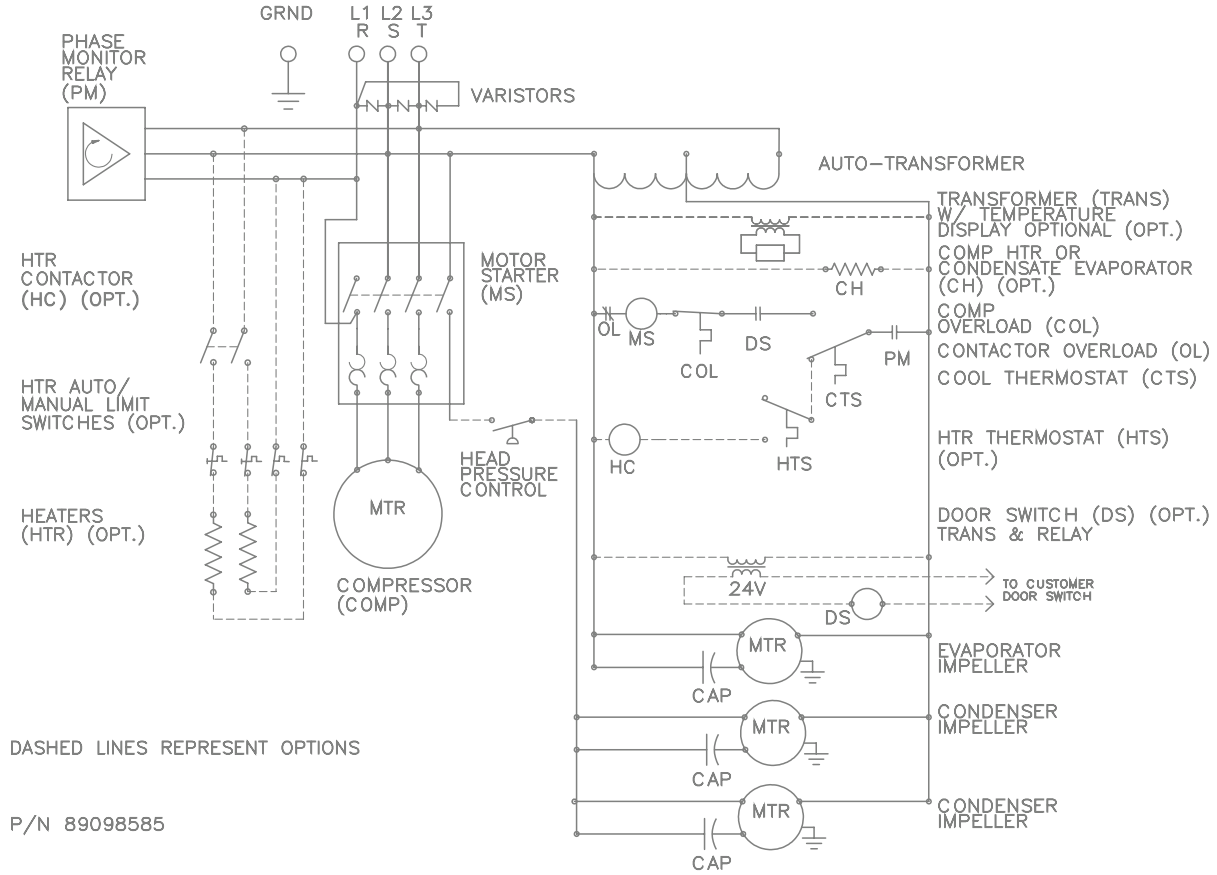 GRND
L1 L2 L3
R S T
PHASE
MONITOR
RELAY
(PM)
VARISTORS
AUTO-TRANSFORMER
TRANSFORMER (TRANS)
W/ TEMPERATURE
DISPLAY OPTIONAL (OPT.)
HTR
CONTACTOR
(HC) (OPT.)
MOTOR
STARTER
(MS)
COMP HTR OR
CONDENSATE EVAPORATOR
(CH) (OPT.)
CH
COMP
OVERLOAD (COL)
OL
MS
COL
DS
PM
CONTACTOR OVERLOAD (OL)
COOL THERMOSTAT (CTS)
CTS
HTR AUTO/
MANUAL LIMIT
SWITCHES (OPT.)
HEAD
PRESSURE
CONTROL
HC
HTS
HTR THERMOSTAT (HTS)
(OPT.)
HEATERS
(HTR) (OPT.)
MTR
COMPRESSOR
(COMP)
DOOR SWITCH (DS) (OPT.)
TRANS & RELAY
24V
TO CUSTOMER
DOOR SWITCH
DS
MTR
CAP
EVAPORATOR
IMPELLER
MTR
CAP
CONDENSER
IMPELLER
MTR
CAP
CONDENSER
IMPELLER
DASHED LINES REPRESENT OPTIONS
P/N 89098585